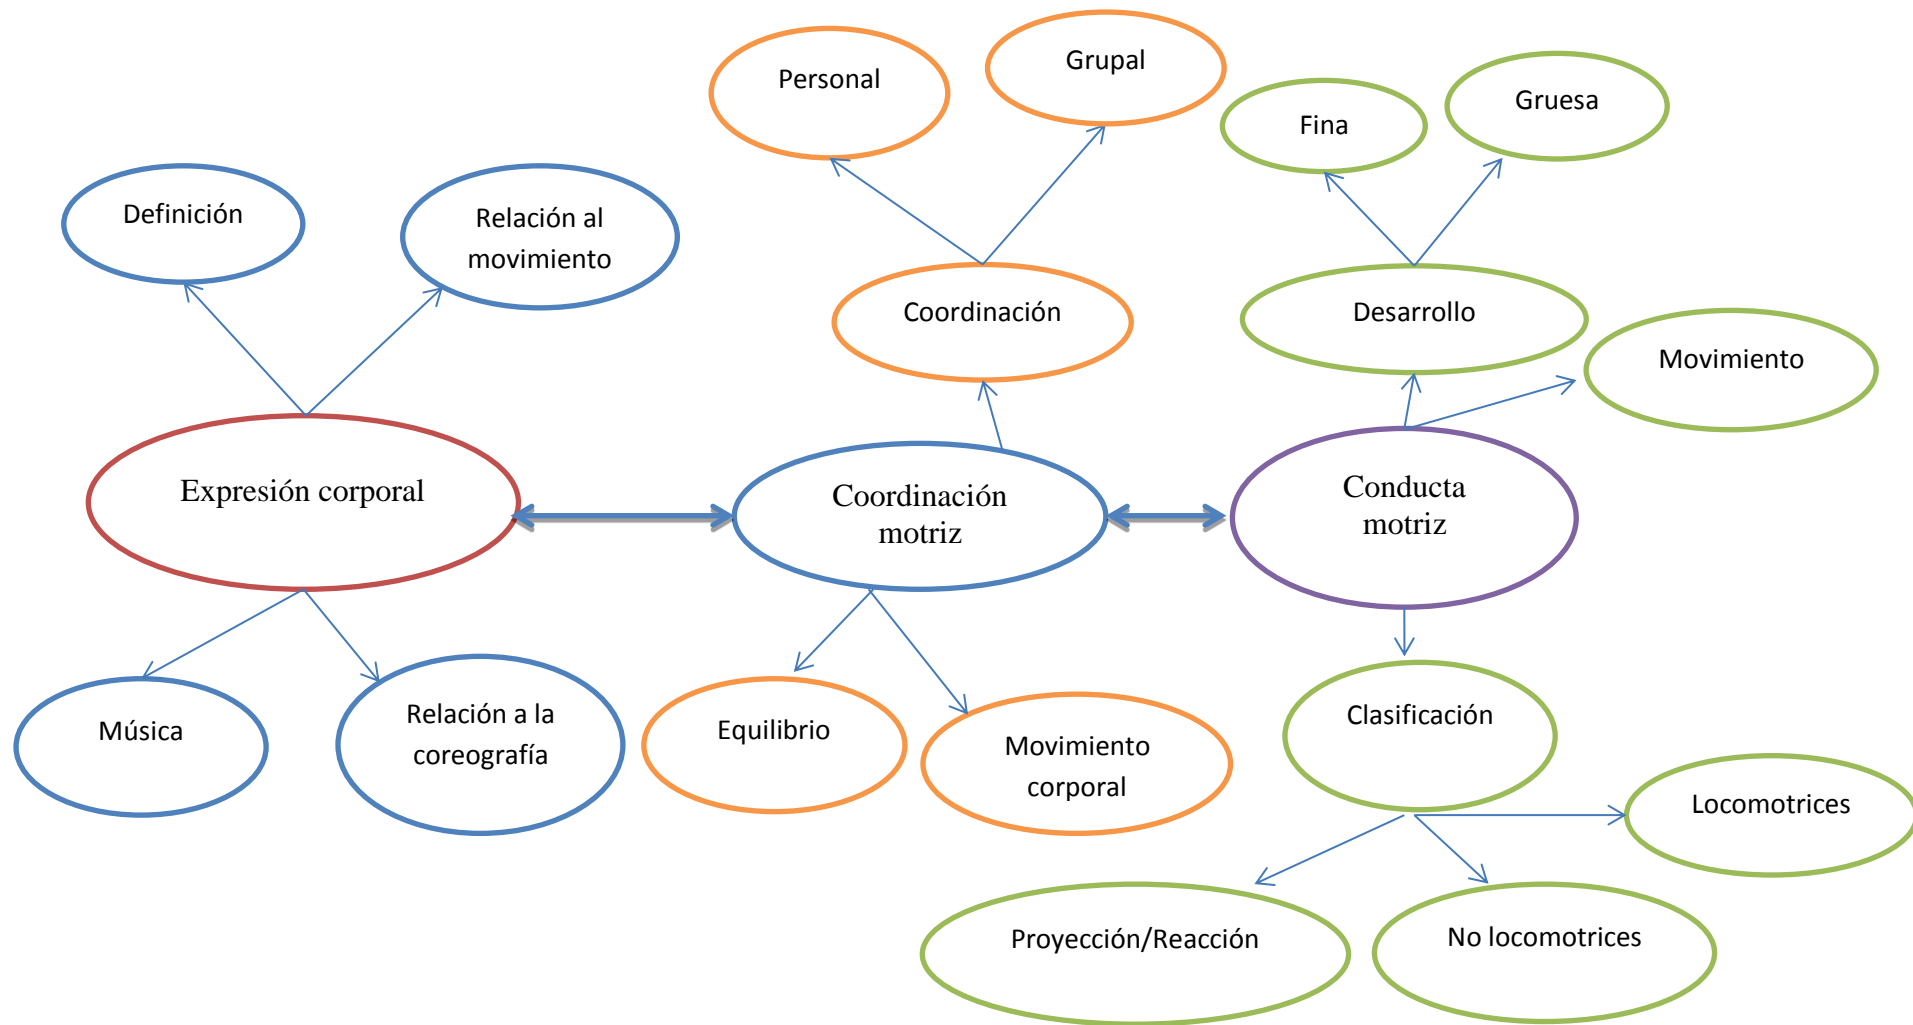 Personal
Grupal
Fina
Gruesa
Definición
Relación al
movimiento
Coordinación
Desarrollo
Movimiento
Expresión corporal
Coordinación
motriz
Conducta
motriz
Música
Relación a la
coreografía
Equilibrio
Movimiento
corporal
Clasificación
Locomotrices
Proyección/Reacción
No locomotrices